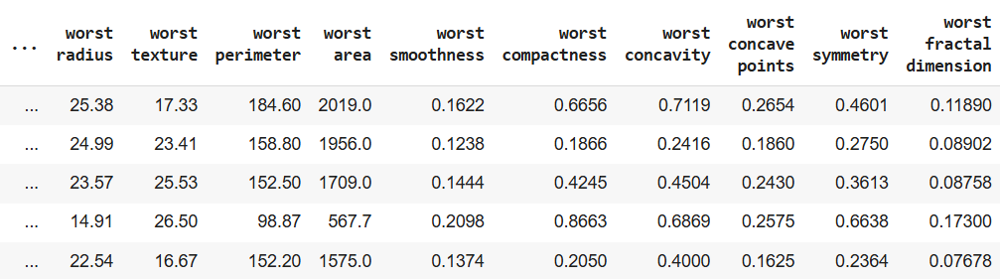 ... worst radius worst texture worst perimeter worst area worst smoothness worst compactness worst concavity worst concave points worst symmetry worst fractal dimension
... 25.38 17.33 184.60 2019.0 0.1622 0.6656 0.7119 0.2654 0.4601 0.11890
... 24.99 23.41 158.80 1956.0 0.1238 0.1866 0.2416 0.1860 0.2750 0.08902
... 23.57 25.53 152.50 1709.0 0.1444 0.4245 0.4504 0.2430 0.3613 0.08758
... 14.91 26.50 98.87 567.7 0.2098 0.8663 0.6869 0.2575 0.6638 0.17300
... 22.54 16.67 152.20 1575.0 0.1374 0.2050 0.4000 0.1625 0.2364 0.07678